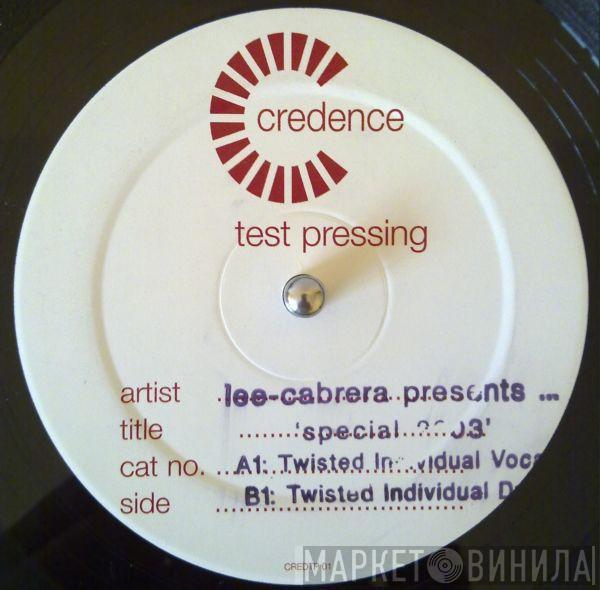 credence
test pressing
artist lee-cabrera presents ...
title 'special
cat no. A1: Twisted
side B1: Twisted Individual
МАРКЕТ ВИНИЛА